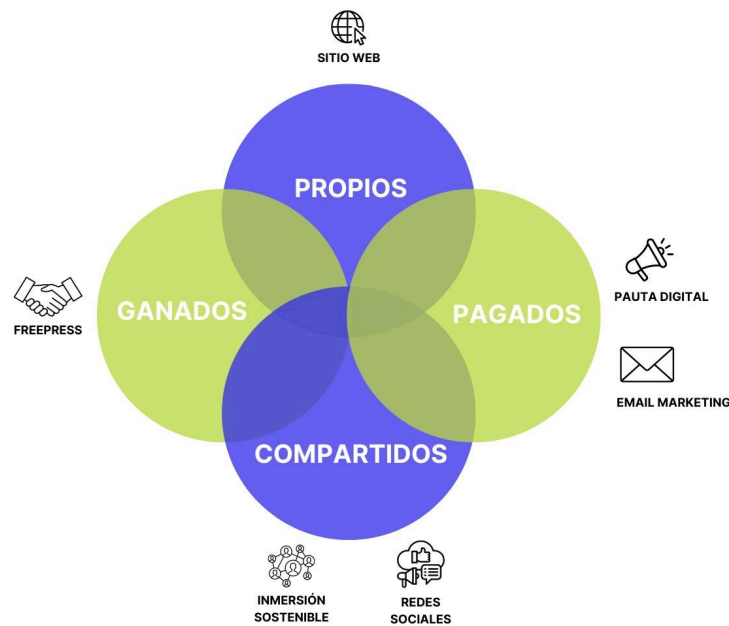 SITIO WEB
PROPIOS
GANADOS
PAGADOS
FREEPRESS
PAUTA DIGITAL
EMAIL MARKETING
COMPARTIDOS
INMERSIÓN
SOSTENIBLE
REDES
SOCIALES